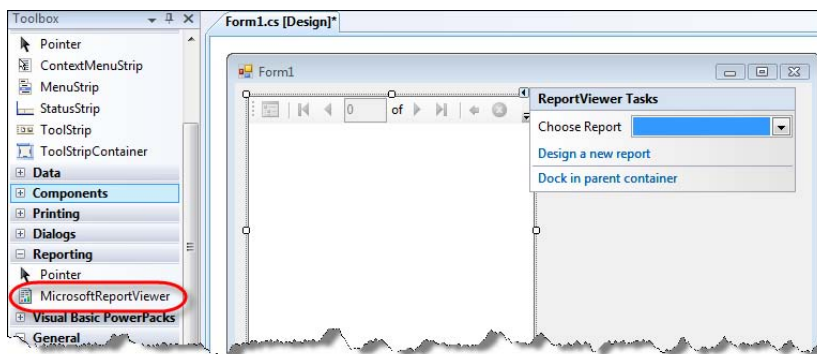 Toolbox
Pointer
ContextMenuStrip
MenuStrip
StatusStrip
ToolStrip
ToolStripContainer
Data
Components
Printing
Dialogs
Reporting
Pointer
MicrosoftReportViewer
Visual Basic PowerPacks
General
Form1.cs [Design]*
Form1
0 of
ReportViewer Tasks
Choose Report
Design a new report
Dock in parent container